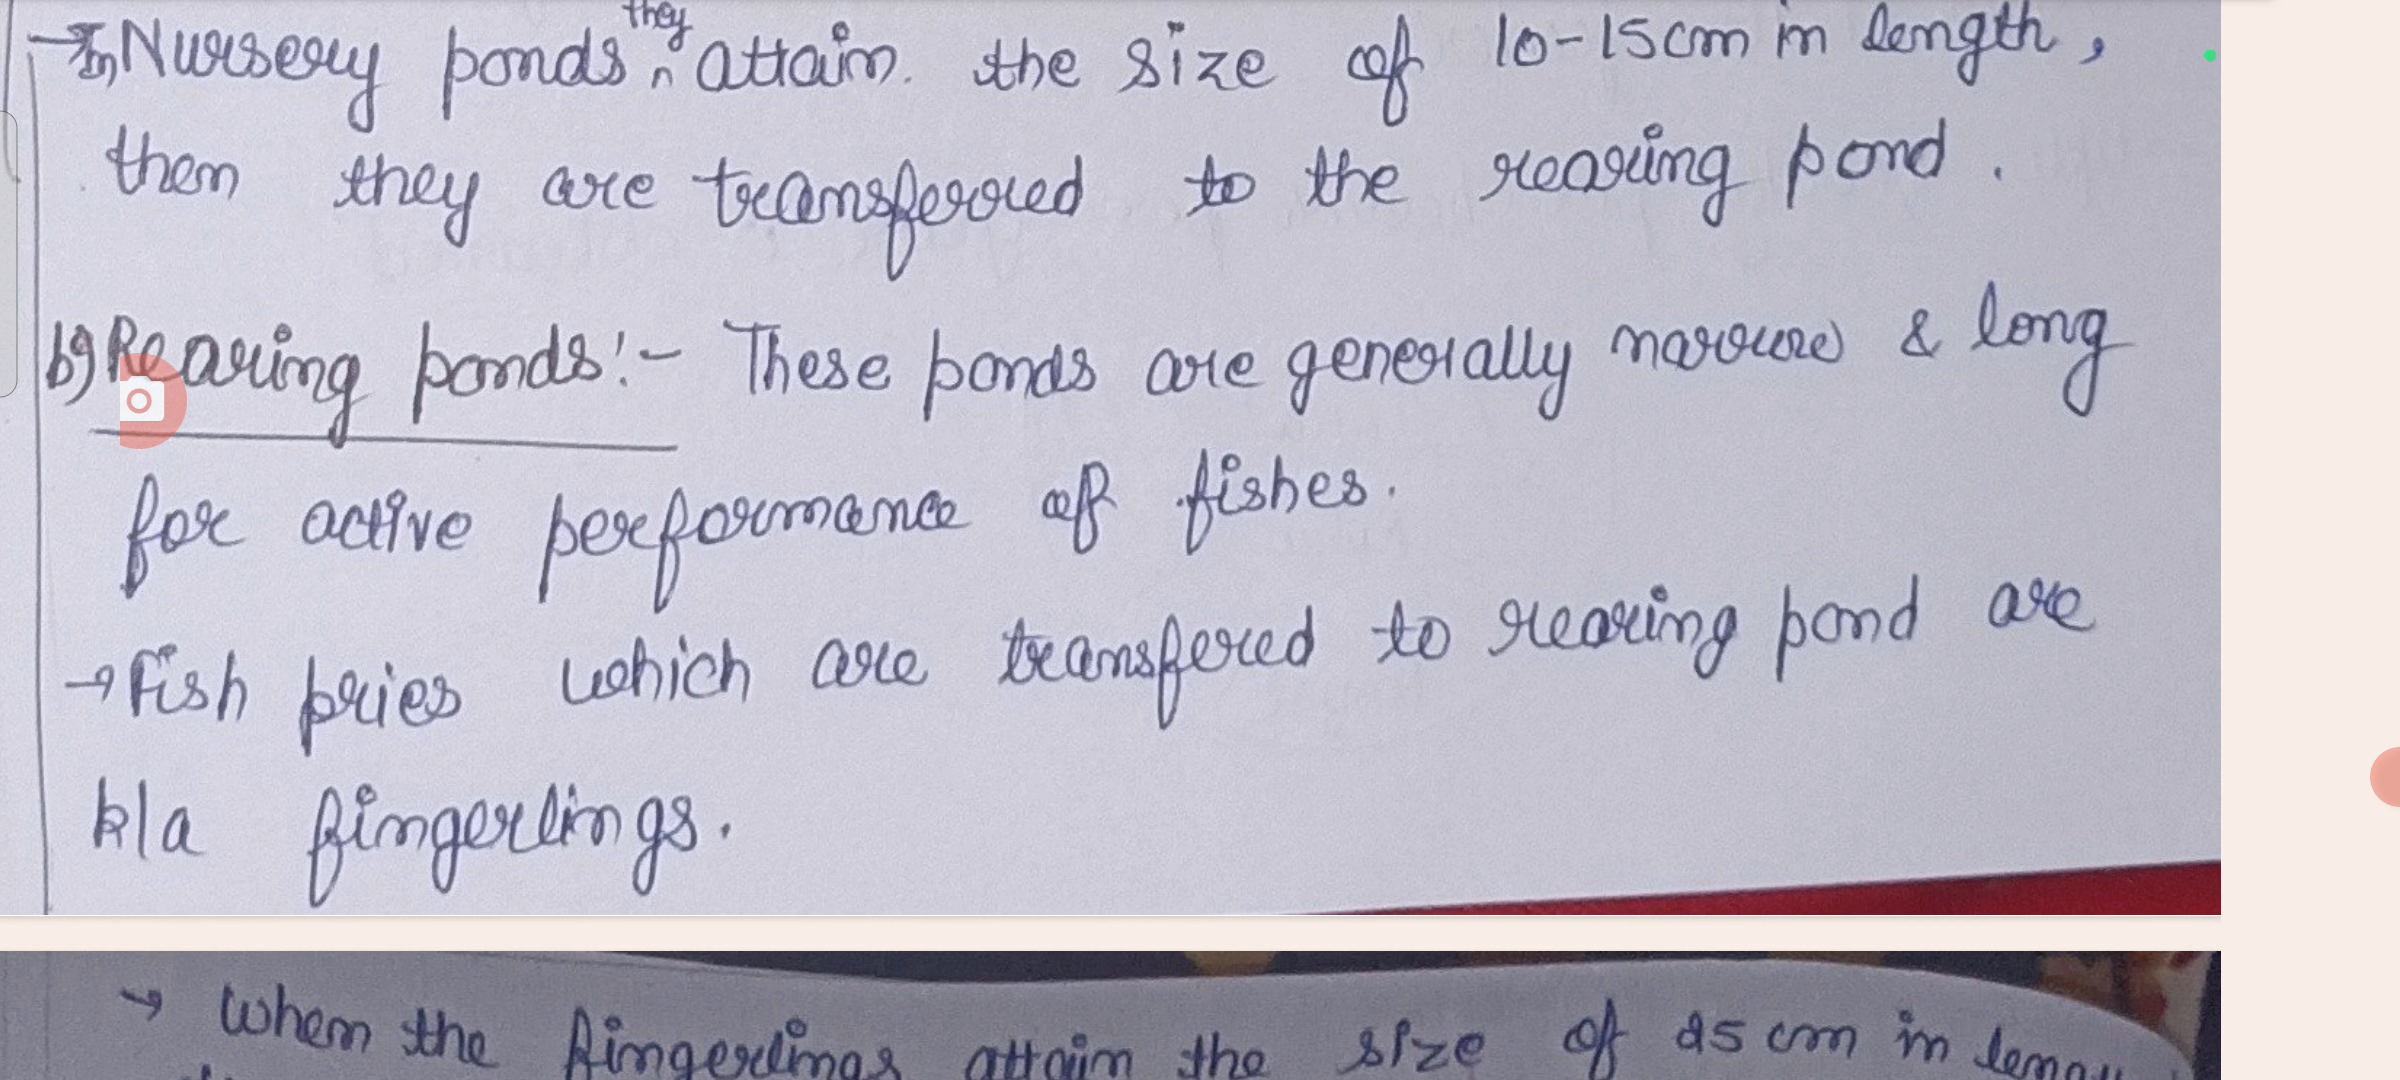 → In Nursery ponds they attain. the size of 10-15cm in length,
then they are transferred to the rearing pond.
b) Rearing ponds:- These ponds are generally narrow & long
for active performance of fishes.
→ Fish pries which are transfered to rearing pond are
k/a fingerlings.
→ When the fingerlings attain the size of 25 cm in